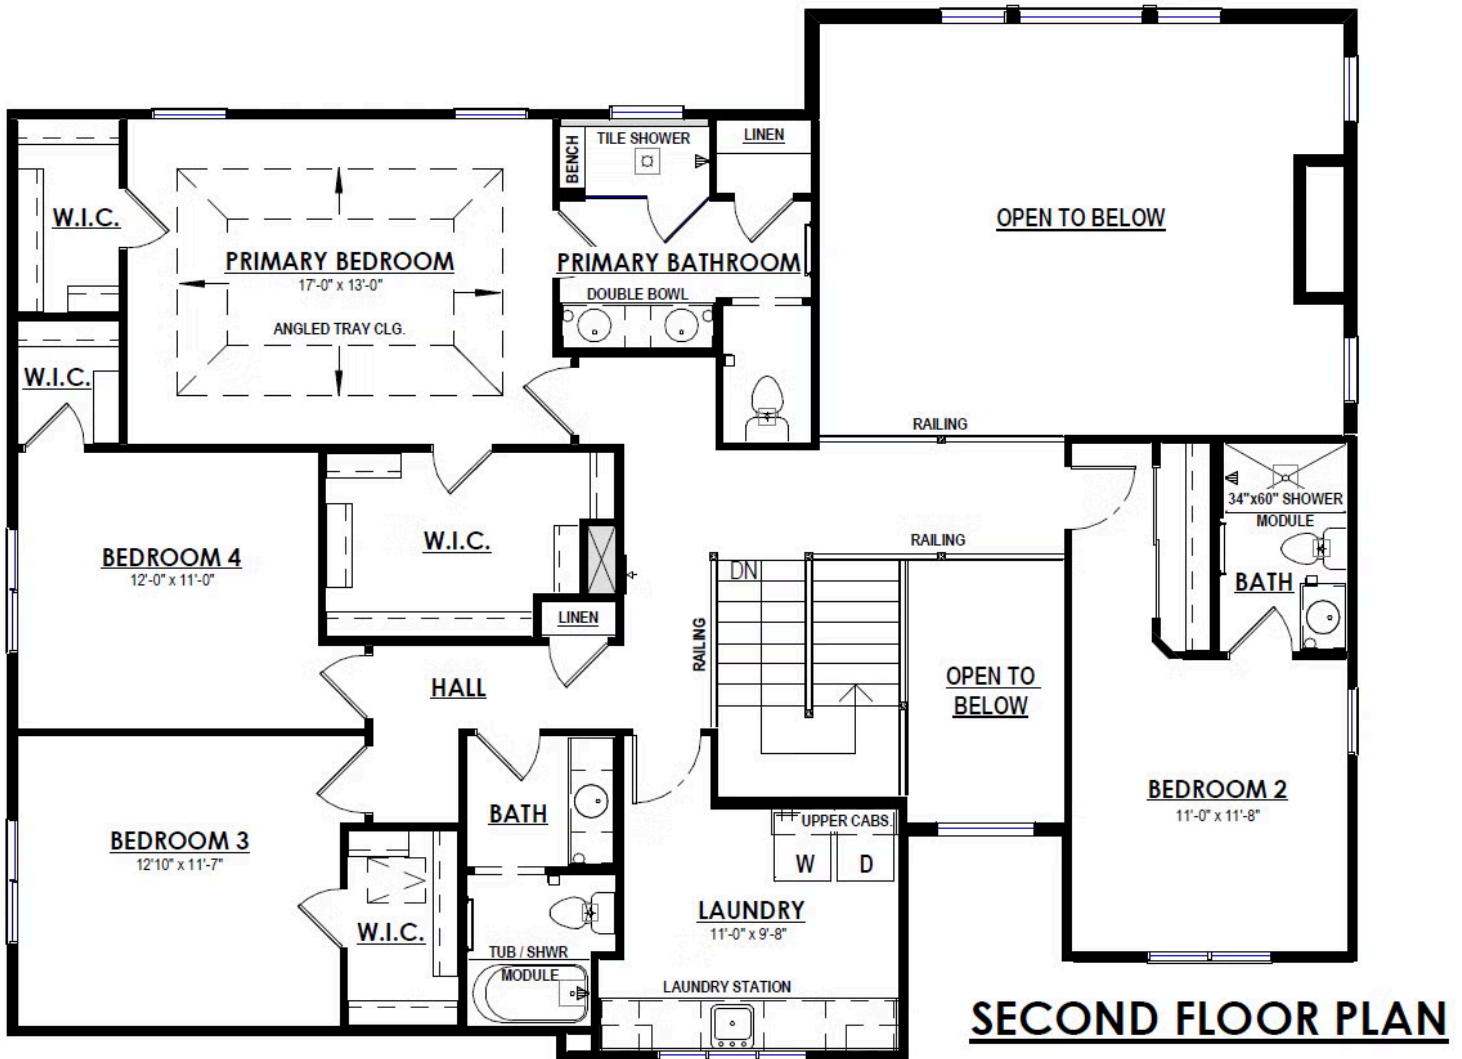 TILE SHOWER
LINEN
BENCH
W.I.C.
OPEN TO BELOW
PRIMARY BEDROOM
17'-0" x 13'-0"
PRIMARY BATHROOM
DOUBLE BOWL
ANGLED TRAY CLG.
W.I.C.
RAILING
34"x60" SHOWER
MODULE
BATH
W.I.C.
RAILING
BEDROOM 4
12'-0" x 11'-0"
DN
LINEN
RAILING
HALL
OPEN TO
BELOW
BEDROOM 2
11'-0" x 11'-8"
BATH
UPPER CABS.
W
D
BEDROOM 3
12'10" x 11'-7"
W.I.C.
LAUNDRY
11'-0" x 9'-8"
TUB / SHWR
MODULE
LAUNDRY STATION
SECOND FLOOR PLAN